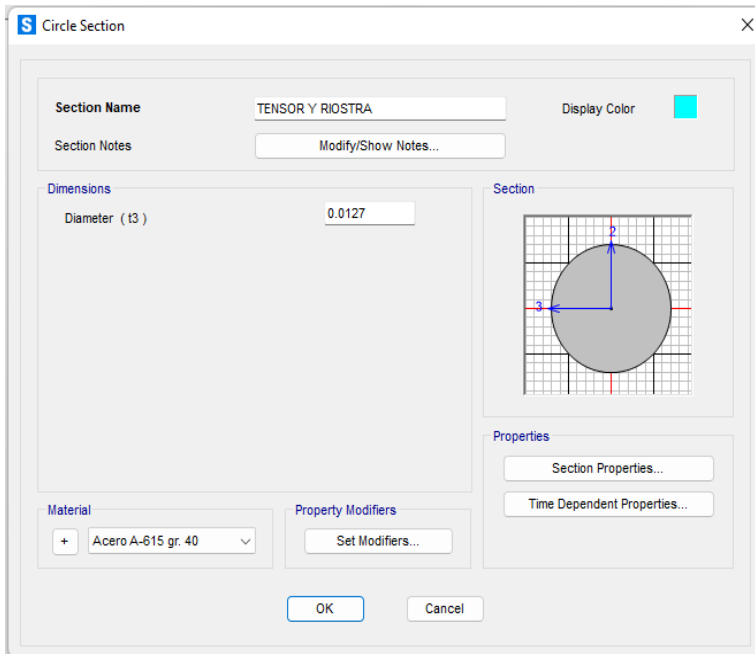 S Circle Section
Section Name TENSOR Y RIOSTRA Display Color
Section Notes Modify/Show Notes...
Dimensions
Diameter ( t3 ) 0.0127
Section
2
3
Properties
Section Properties...
Time Dependent Properties...
Material
+ Acero A-615 gr. 40
Property Modifiers
Set Modifiers...
OK Cancel